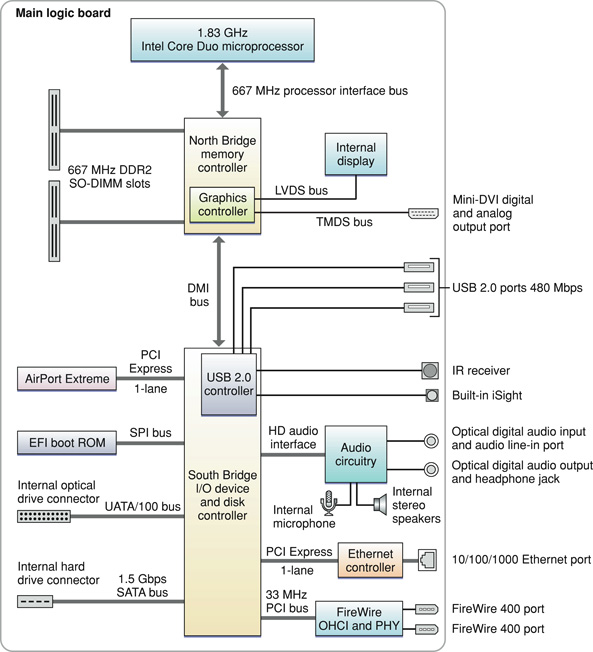 Main logic board
1.83 GHz
Intel Core Duo microprocessor
667 MHz processor interface bus
North Bridge
memory
controller
Internal
display
667 MHz DDR2
SO-DIMM slots
Graphics
controller
LVDS bus
TMDS bus
Mini-DVI digital
and analog
output port
DMI
bus
USB 2.0 ports 480 Mbps
PCI
Express
1-lane
AirPort Extreme
USB 2.0
controller
IR receiver
Built-in iSight
EFI boot ROM
SPI bus
HD audio
interface
Audio
circuitry
Optical digital audio input
and audio line-in port
Optical digital audio output
and headphone jack
South Bridge
I/O device
and disk
controller
Internal optical
drive connector
UATA/100 bus
Internal
microphone
Internal
stereo
speakers
PCI Express
1-lane
Ethernet
controller
10/100/1000 Ethernet port
Internal hard
drive connector
1.5 Gbps
SATA bus
33 MHz
PCI bus
FireWire
OHCI and PHY
FireWire 400 port
FireWire 400 port